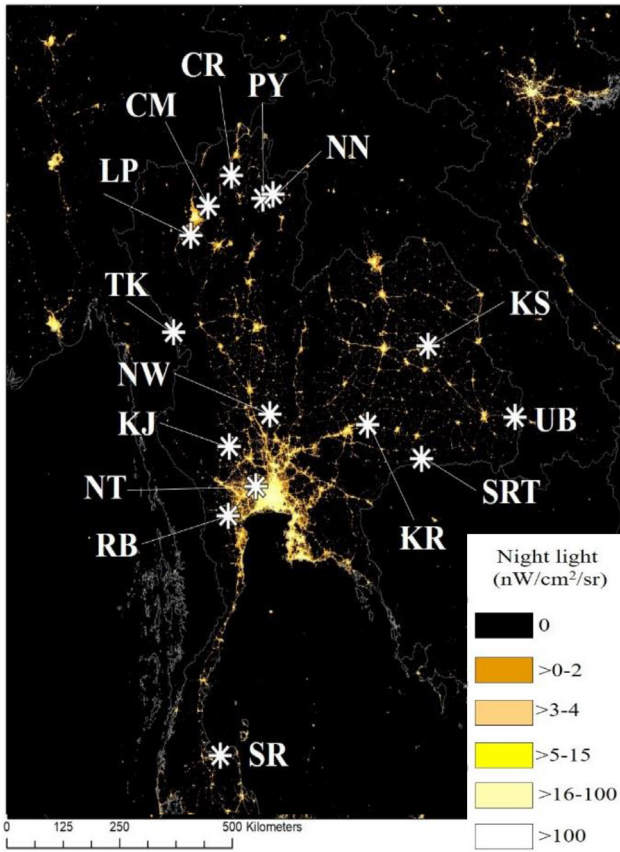 CR
PY
CM
NN
LP
TK
KS
NW
KJ
UB
NT
SRT
RB
KR
SR
Night light
(nW/cm²/sr)
0
>0-2
>3-4
>5-15
>16-100
>100
0 125 250 500 Kilometers